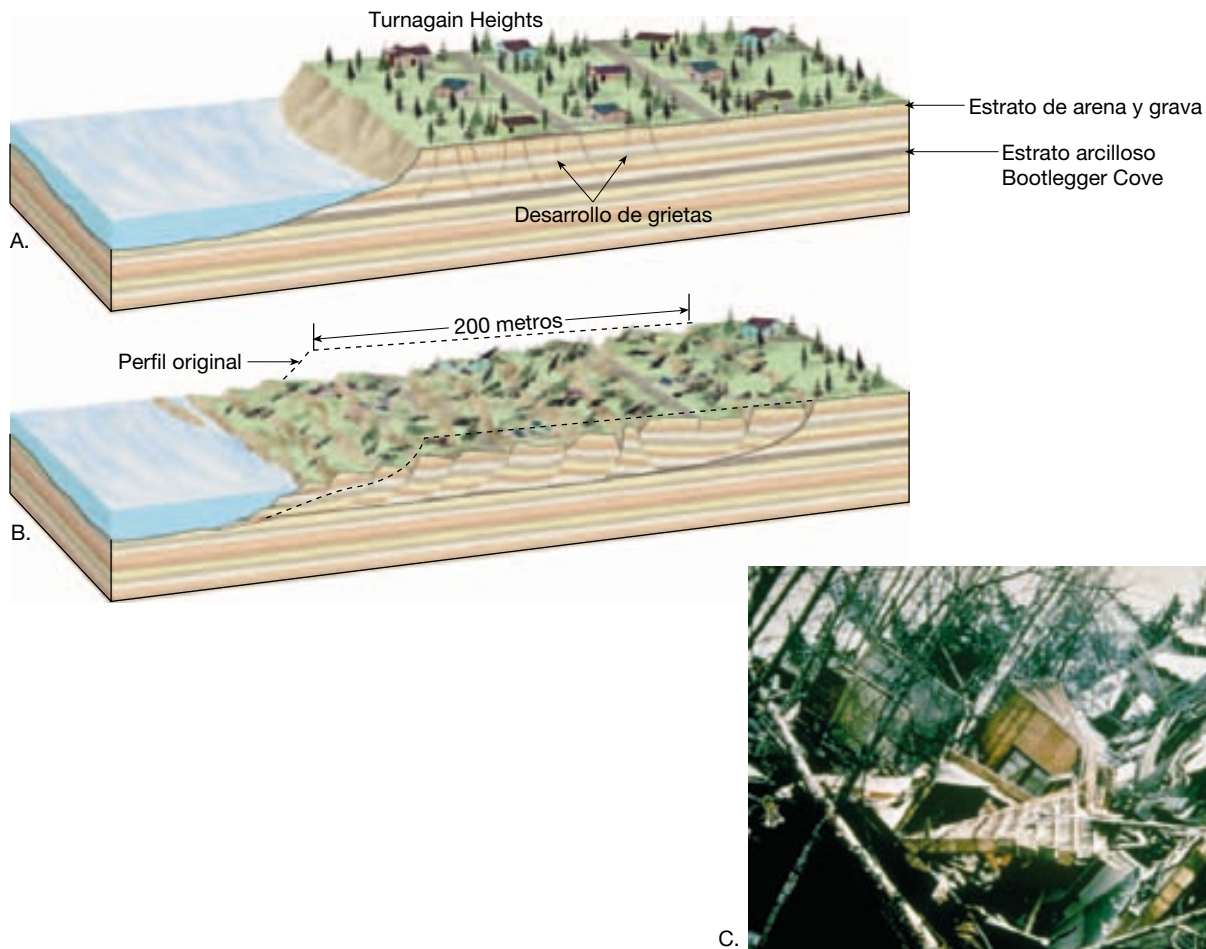 Turnagain Heights
Estrato de arena y grava
Estrato arcilloso
Bootlegger Cove
Desarrollo de grietas
A.
200 metros
Perfil original
B.
C.